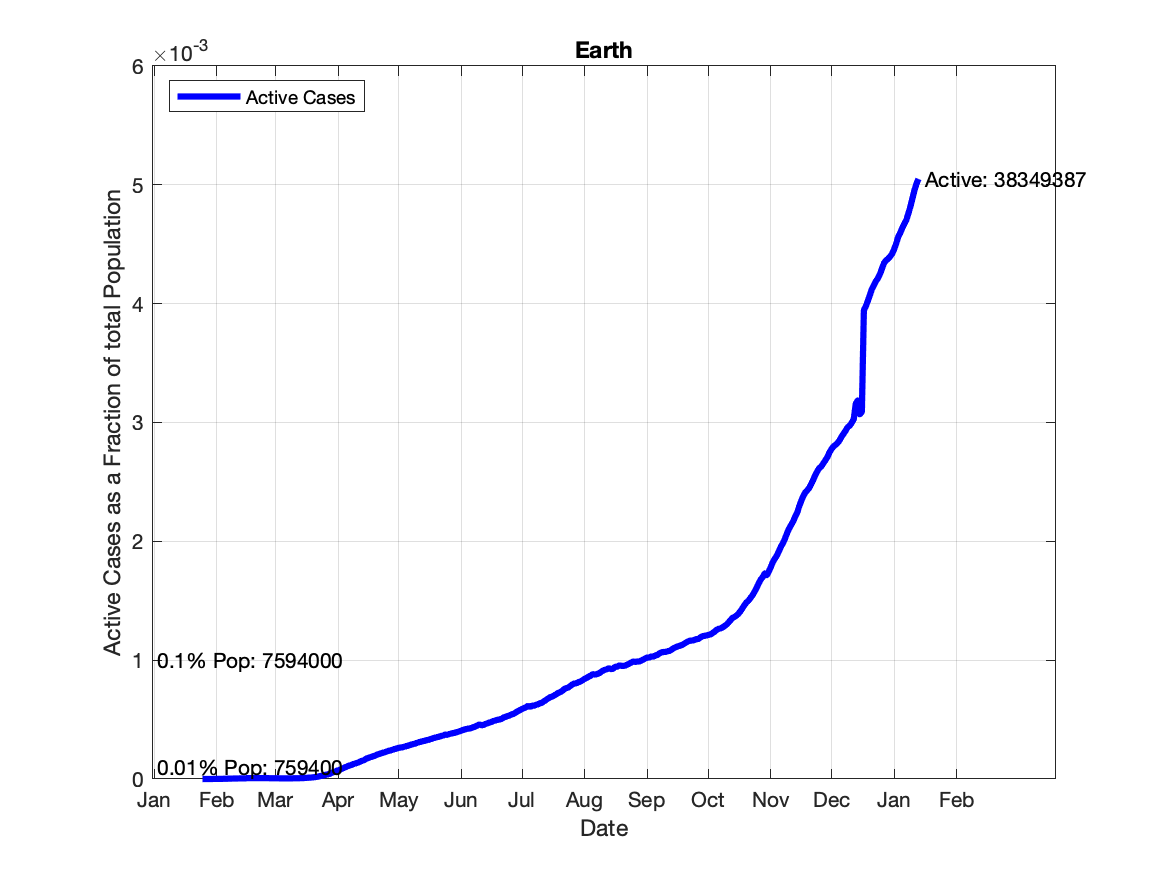 Earth
×10-3
6
Active Cases
5
Active: 38349387
4
3
2
1
0.1% Pop: 7594000
0.01% Pop: 759400
0
Jan Feb Mar Apr May Jun Jul Aug Sep Oct Nov Dec Jan Feb
Date
Active Cases as a Fraction of total Population